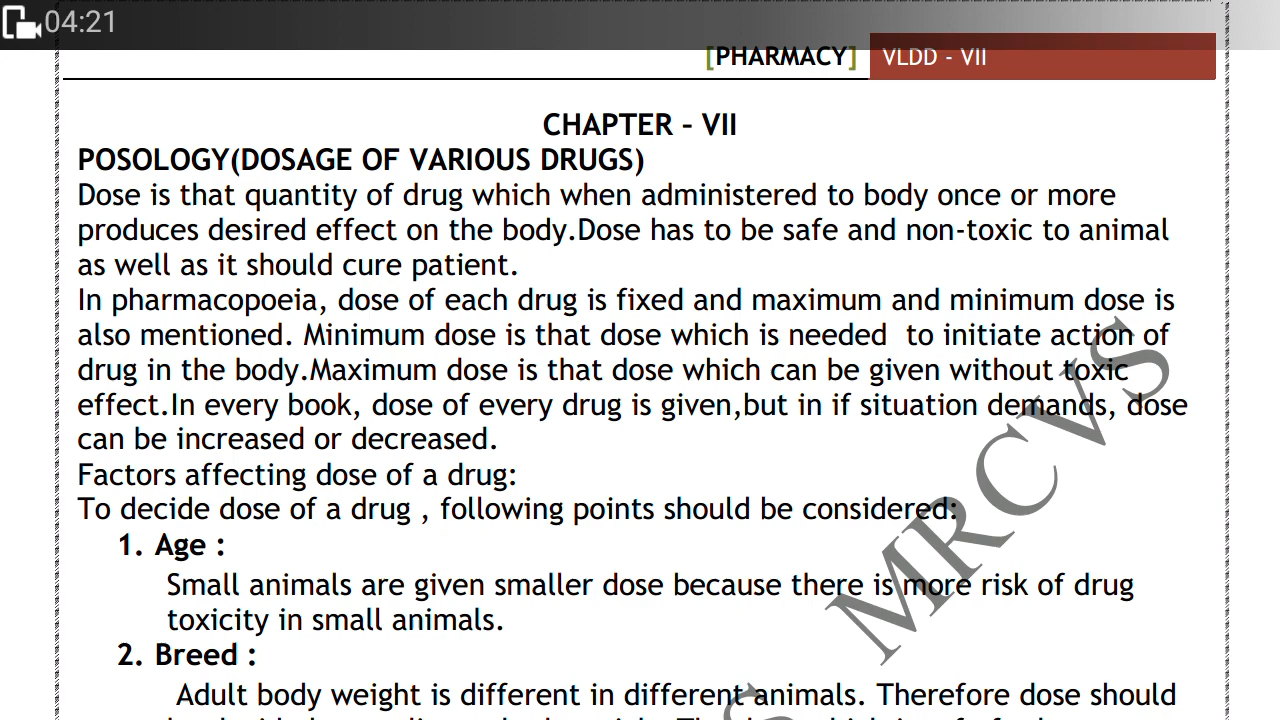 04:21
[PHARMACY] VLDD - VII
CHAPTER – VII
POSOLOGY(DOSAGE OF VARIOUS DRUGS)
Dose is that quantity of drug which when administered to body once or more
produces desired effect on the body.Dose has to be safe and non-toxic to animal
as well as it should cure patient.
In pharmacopoeia, dose of each drug is fixed and maximum and minimum dose is
also mentioned. Minimum dose is that dose which is needed  to initiate action of
drug in the body.Maximum dose is that dose which can be given without toxic
effect.In every book, dose of every drug is given,but in if situation demands, dose
can be increased or decreased.
Factors affecting dose of a drug:
To decide dose of a drug , following points should be considered:
1. Age :
Small animals are given smaller dose because there is more risk of drug
toxicity in small animals.
2. Breed :
Adult body weight is different in different animals. Therefore dose should
MRCVS